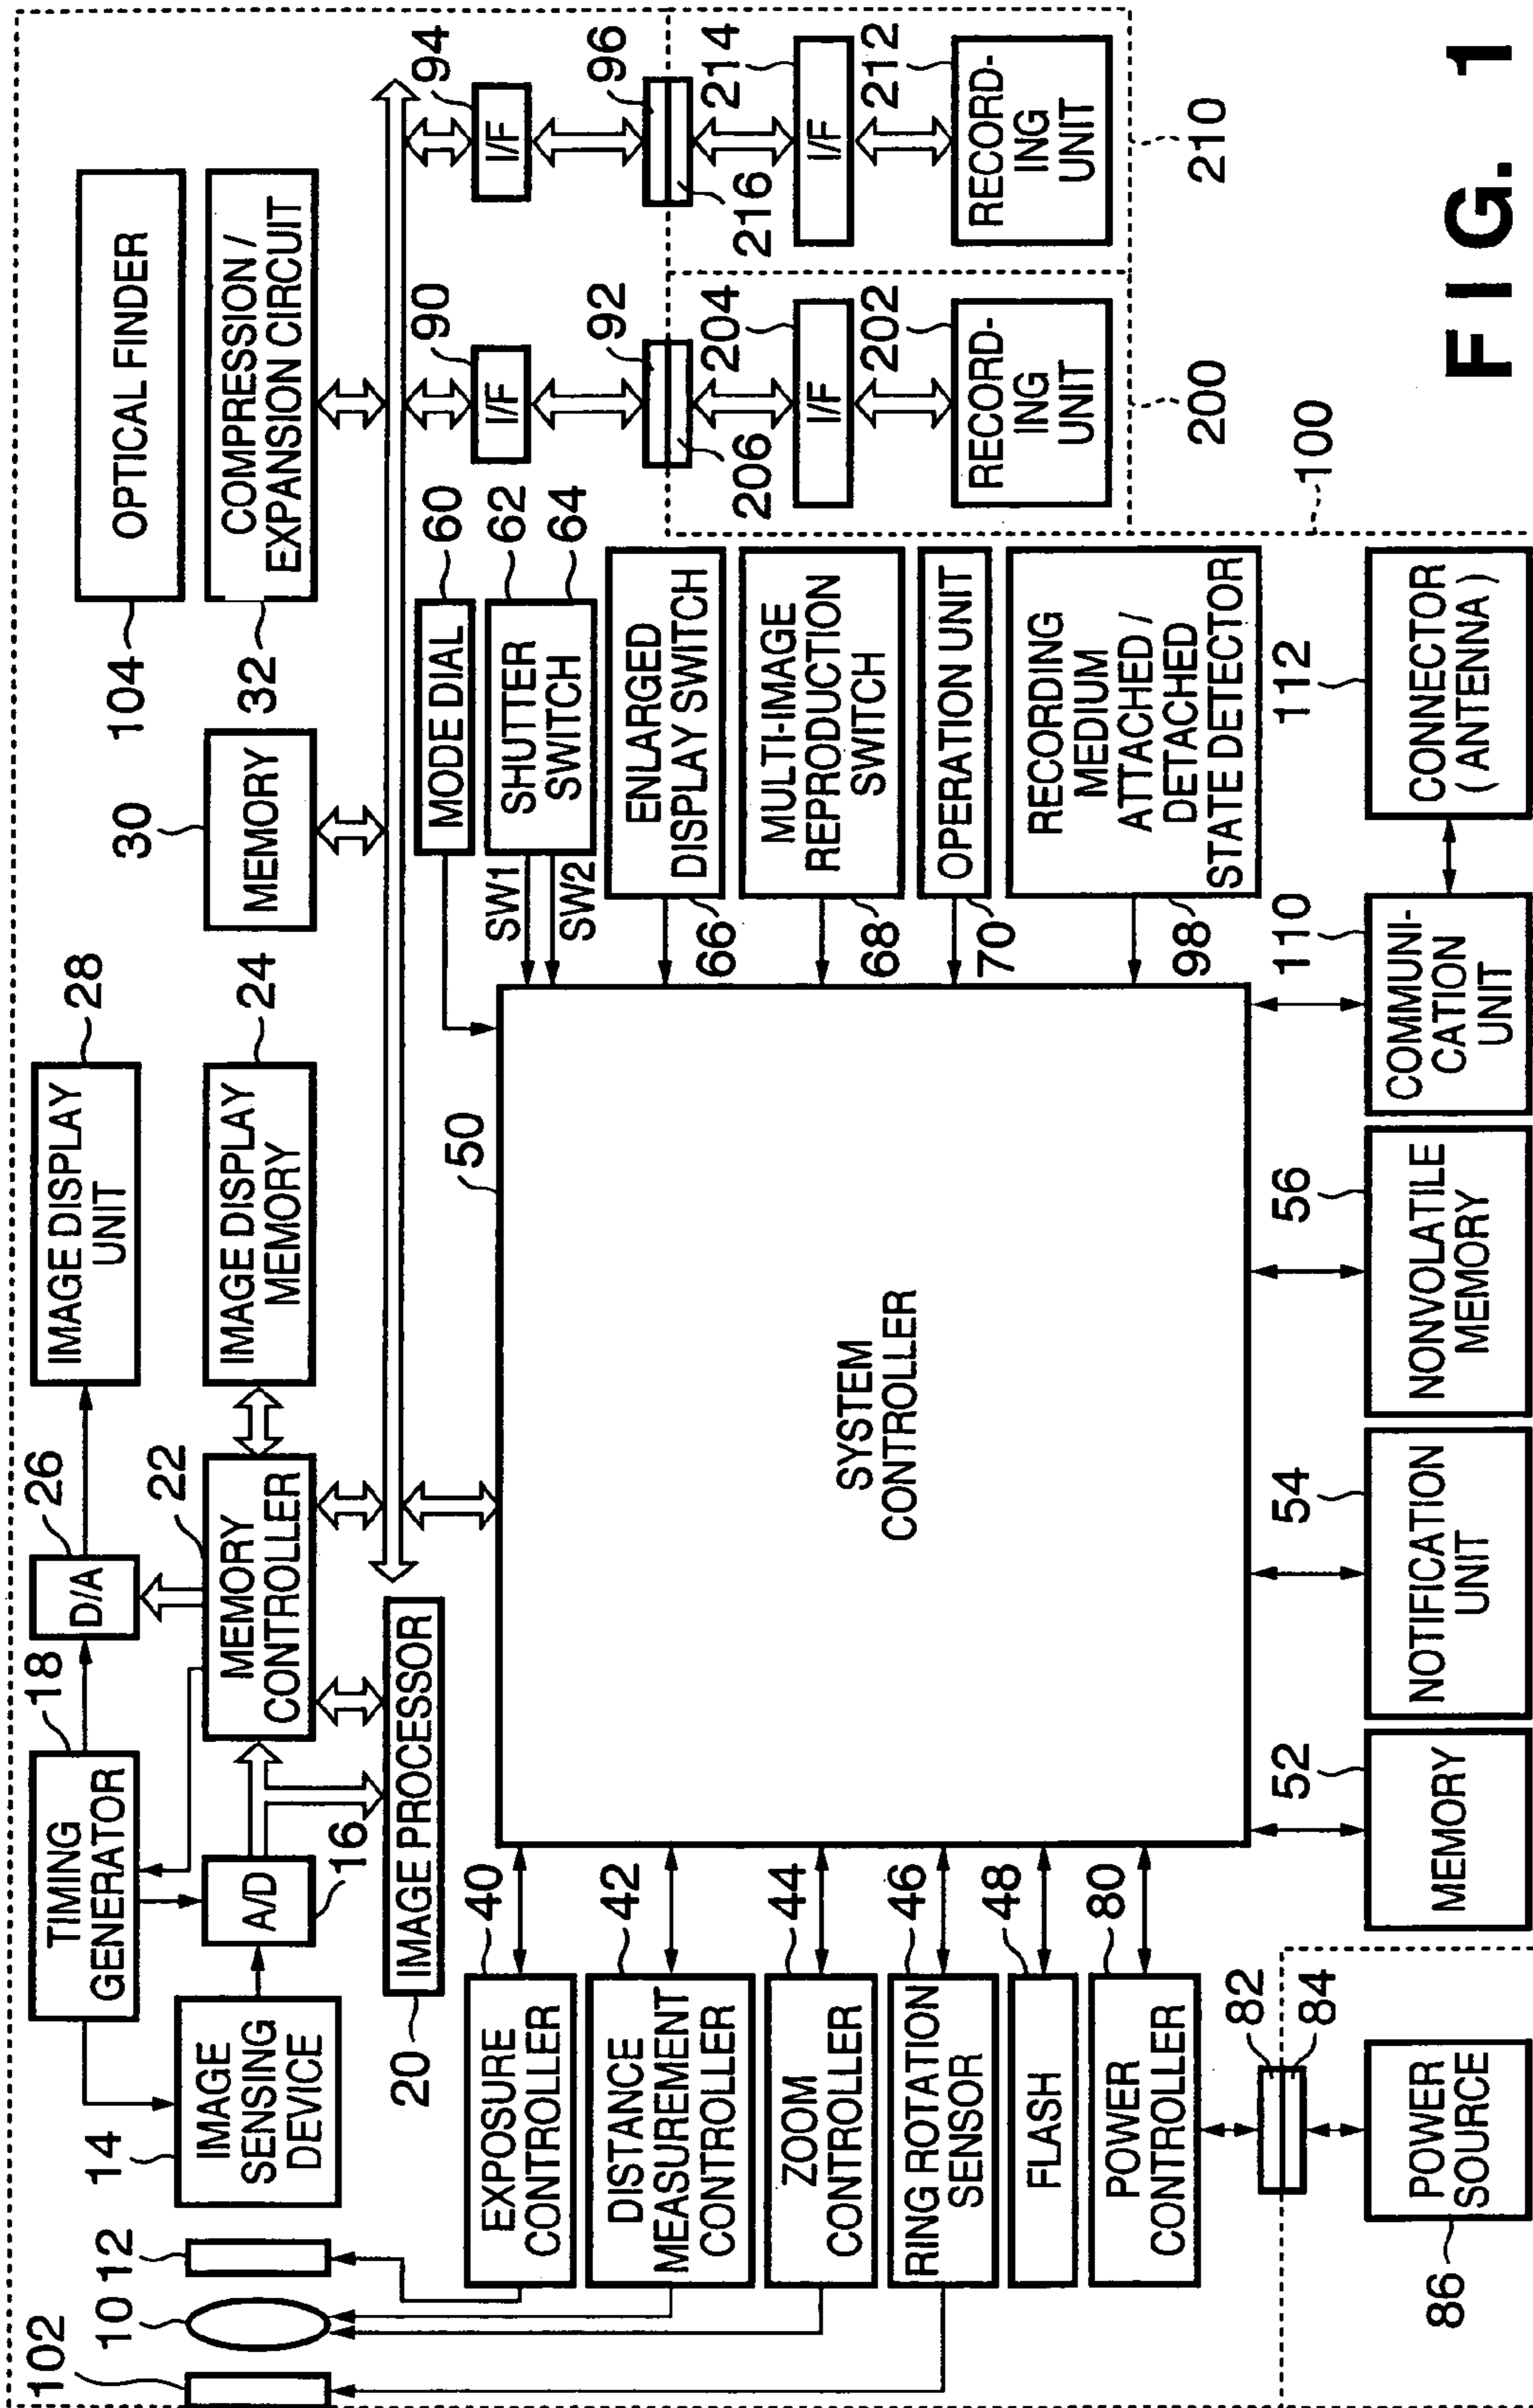 102
10
12
14
IMAGE
SENSING
DEVICE
TIMING
GENERATOR
18
A/D
16
D/A
26
MEMORY
CONTROLLER
22
IMAGE DISPLAY
UNIT
28
IMAGE DISPLAY
MEMORY
24
MEMORY
30
OPTICAL FINDER
104
COMPRESSION /
EXPANSION CIRCUIT
32
20
IMAGE PROCESSOR
EXPOSURE
CONTROLLER
40
DISTANCE
MEASUREMENT
CONTROLLER
42
ZOOM
CONTROLLER
44
RING ROTATION
SENSOR
46
FLASH
48
POWER
CONTROLLER
80
82
84
POWER
SOURCE
86
SYSTEM
CONTROLLER
50
MODE DIAL
60
SHUTTER
SWITCH
62
64
SW1
SW2
ENLARGED
DISPLAY SWITCH
66
MULTI-IMAGE
REPRODUCTION
SWITCH
68
OPERATION UNIT
70
RECORDING
MEDIUM
ATTACHED /
DETACHED
STATE DETECTOR
98
MEMORY
52
NOTIFICATION
UNIT
54
NONVOLATILE
MEMORY
56
COMMUNI-
CATION
UNIT
110
CONNECTOR
( ANTENNA )
112
I/F
90
92
206
I/F
204
RECORD-
ING
UNIT
202
200
I/F
94
96
216
I/F
214
RECORD-
ING
UNIT
212
210
100
FIG. 1